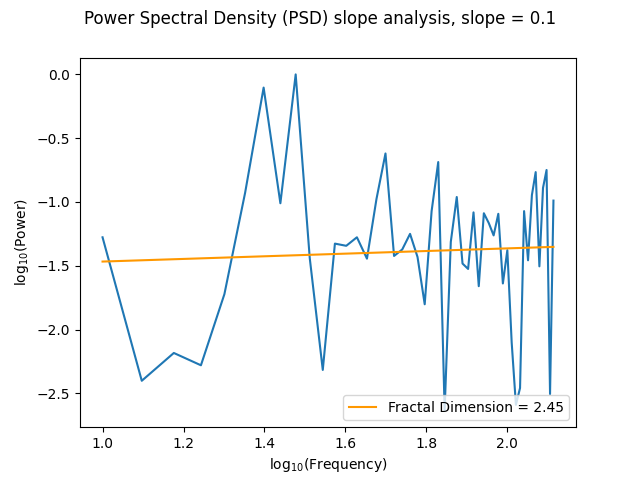 Power Spectral Density (PSD) slope analysis, slope = 0.1
0.0
−0.5
−1.0
−1.5
−2.0
−2.5
log₁₀(Power)
Fractal Dimension = 2.45
1.0 1.2 1.4 1.6 1.8 2.0
log₁₀(Frequency)